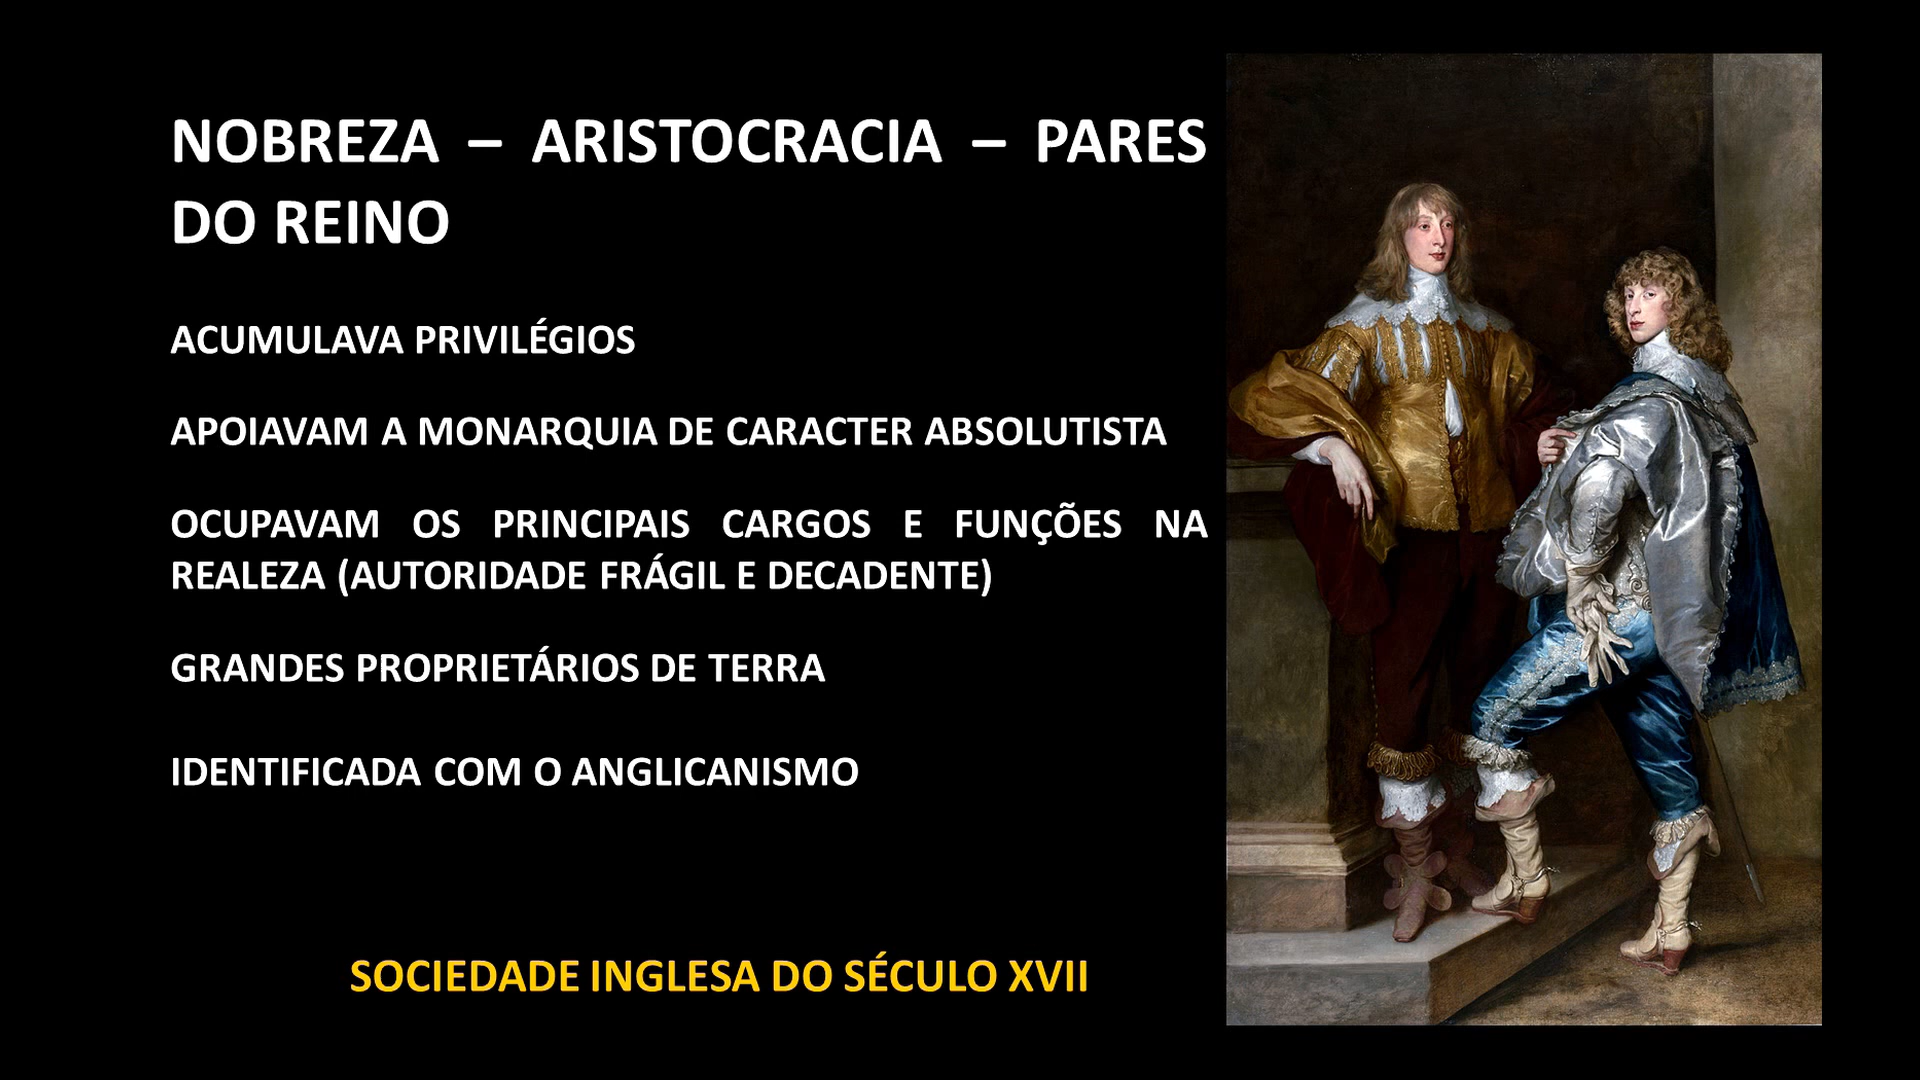 NOBREZA – ARISTOCRACIA – PARES
DO REINO
ACUMULAVA PRIVILÉGIOS
APOIAVAM A MONARQUIA DE CARACTER ABSOLUTISTA
OCUPAVAM OS PRINCIPAIS CARGOS E FUNÇÕES NA
REALEZA (AUTORIDADE FRÁGIL E DECADENTE)
GRANDES PROPRIETÁRIOS DE TERRA
IDENTIFICADA COM O ANGLICANISMO
SOCIEDADE INGLESA DO SÉCULO XVII